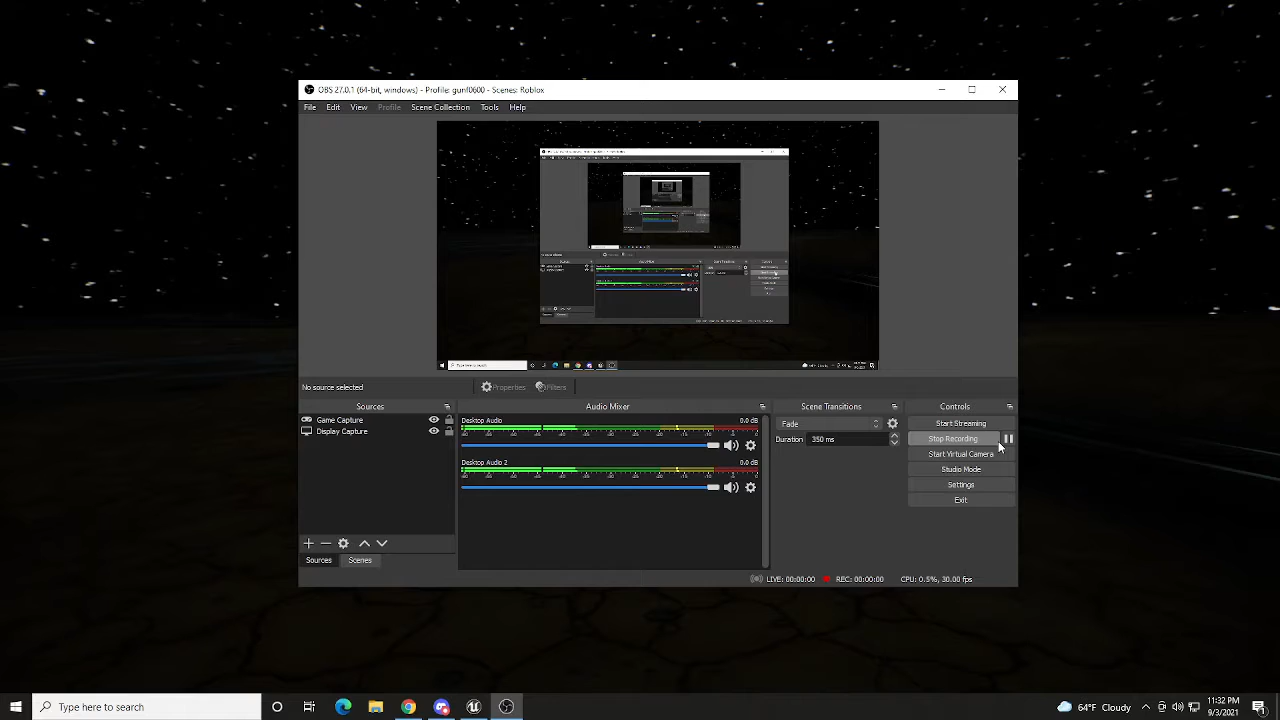 OBS 27.0.1 (64-bit, windows) - Profile: gunf0600 - Scenes: Roblox
File Edit View Profile Scene Collection Tools Help
Type here to search
No source selected Properties Filters
Sources Audio Mixer Scene Transitions Controls
Game Capture
Display Capture
Desktop Audio 0.0 dB
Desktop Audio 2 0.0 dB
Fade
Duration 350 ms
Start Streaming
Stop Recording
Start Virtual Camera
Studio Mode
Settings
Exit
Sources Scenes
LIVE: 00:00:00 REC: 00:00:00 CPU: 0.5%, 30.00 fps
Type here to search
64°F Cloudy
11:32 PM
9/3/2021